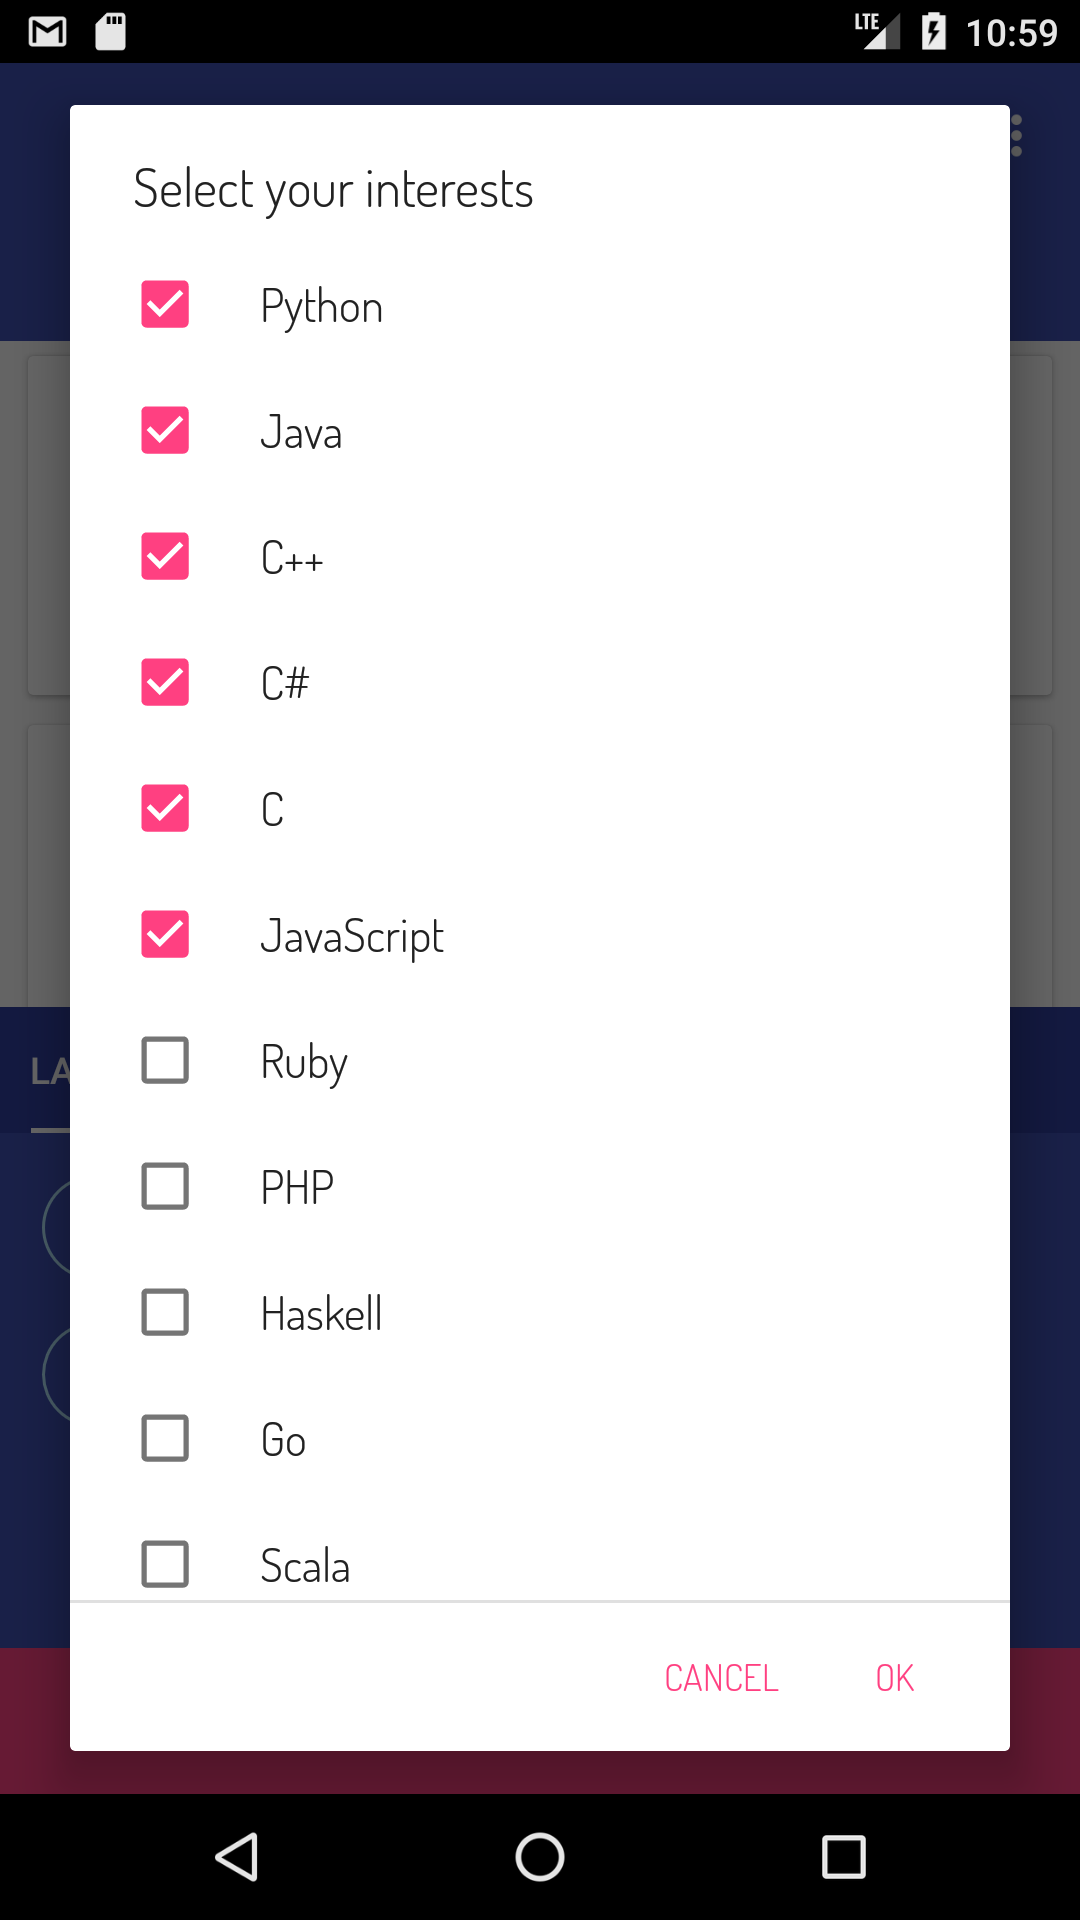 LTE 10:59
Select your interests
Python
Java
C++
C#
C
JavaScript
LA
Ruby
PHP
Haskell
Go
Scala
CANCEL OK